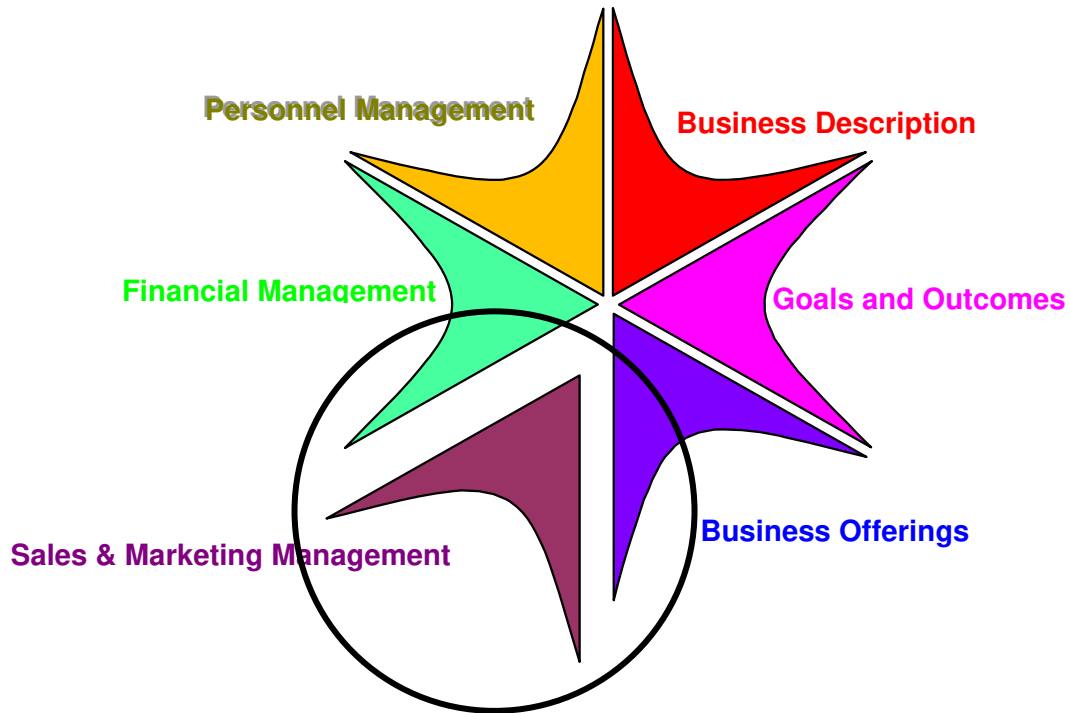 Personnel Management
Business Description
Financial Management
Goals and Outcomes
Business Offerings
Sales & Marketing Management